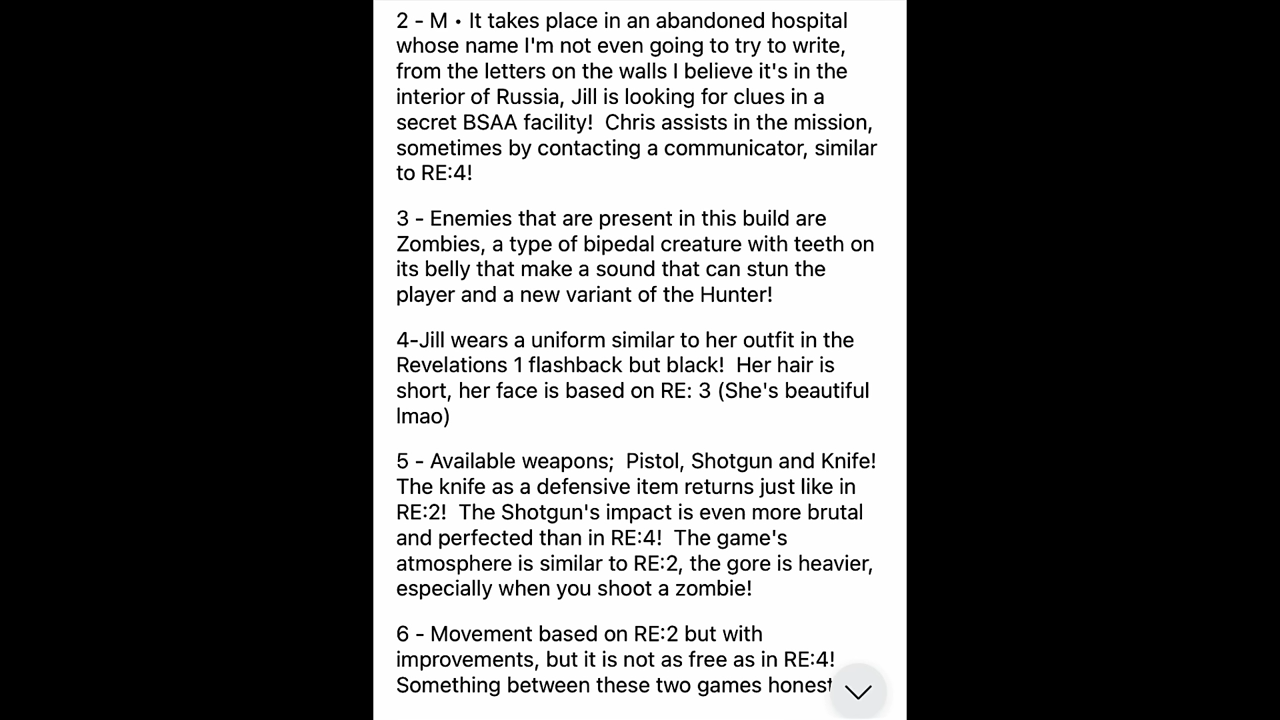 2 - M • It takes place in an abandoned hospital
whose name I'm not even going to try to write,
from the letters on the walls I believe it's in the
interior of Russia, Jill is looking for clues in a
secret BSAA facility!  Chris assists in the mission,
sometimes by contacting a communicator, similar
to RE:4!
3 - Enemies that are present in this build are
Zombies, a type of bipedal creature with teeth on
its belly that make a sound that can stun the
player and a new variant of the Hunter!
4-Jill wears a uniform similar to her outfit in the
Revelations 1 flashback but black!  Her hair is
short, her face is based on RE: 3 (She's beautiful
lmao)
5 - Available weapons;  Pistol, Shotgun and Knife!
The knife as a defensive item returns just like in
RE:2!  The Shotgun's impact is even more brutal
and perfected than in RE:4!  The game's
atmosphere is similar to RE:2, the gore is heavier,
especially when you shoot a zombie!
6 - Movement based on RE:2 but with
improvements, but it is not as free as in RE:4!
Something between these two games honest